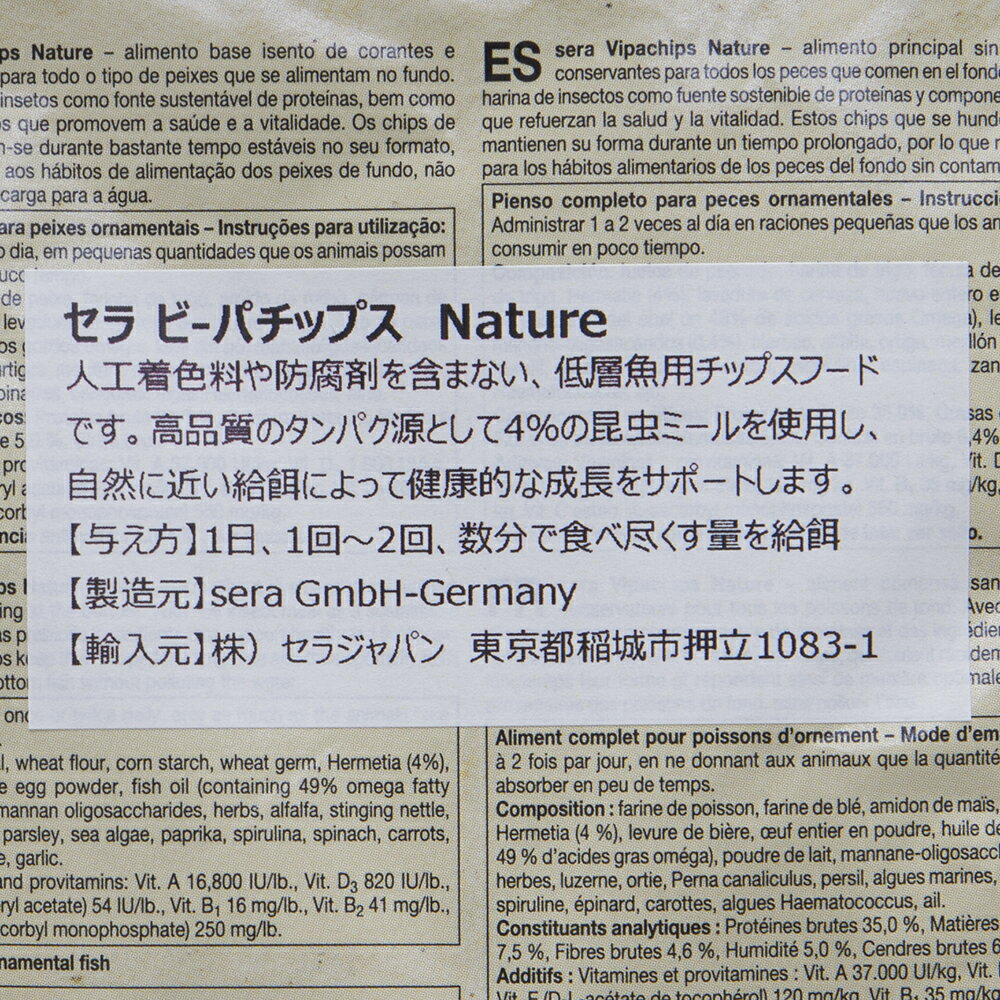 ps Nature – alimento base isento de corantes e
para todo o tipo de peixes que se alimentam no fundo.
insetos como fonte sustentável de proteínas, bem como
s que promovem a saúde e a vitalidade. Os chips de
-se durante bastante tempo estáveis no seu formato,
aos hábitos de alimentação dos peixes de fundo, não
carga para a água.
ara peixes ornamentais – Instruções para utilização:
dia, em pequenas quantidades que os animais possam
ES sera Vipachips Nature – alimento principal sin
conservantes para todos los peces que comen en el fond
harina de insectos como fuente sostenible de proteínas y compone
que refuerzan la salud y la vitalidad. Estos chips que se hund
mantienen su forma durante un tiempo prolongado, por lo que
para los hábitos alimentarios de los peces del fondo sin contam
Pienso completo para peces ornamentales – Instrucci
Administrar 1 a 2 veces al día en raciones pequeñas que los an
consumir en poco tiempo.
セラ ビ-パチップス Nature
人工着色料や防腐剤を含まない、低層魚用チップスフード
です。高品質のタンパク源として4%の昆虫ミールを使用し、
自然に近い給餌によって健康的な成長をサポートします。
【与え方】1日、1回～2回、数分で食べ尽くす量を給餌
【製造元】sera GmbH-Germany
【輸入元】株） セラジャパン 東京都稲城市押立1083-1
l, wheat flour, corn starch, wheat germ, Hermetia (4%),
e egg powder, fish oil (containing 49% omega fatty
mannan oligosaccharides, herbs, alfalfa, stinging nettle,
parsley, sea algae, paprika, spirulina, spinach, carrots,
e, garlic.
and provitamins: Vit. A 16,800 IU/lb., Vit. D3 820 IU/lb.,
eryl acetate) 54 IU/lb., Vit. B1 16 mg/lb., Vit. B2 41 mg/lb.,
corbyl monophosphate) 250 mg/lb.
namental fish
Aliment complet pour poissons d'ornement – Mode d'em
à 2 fois par jour, en ne donnant aux animaux que la quantité
absorber en peu de temps.
Composition : farine de poisson, farine de blé, amidon de maïs,
Hermetia (4 %), levure de bière, œuf entier en poudre, huile de
49 % d'acides gras oméga), poudre de lait, mannane-oligosacch
herbes, luzerne, ortie, Perna canaliculus, persil, algues marines,
spiruline, épinard, carottes, algues Haematococcus, ail.
Constituants analytiques : Protéines brutes 35,0 %, Matières
7,5 %, Fibres brutes 4,6 %, Humidité 5,0 %, Cendres brutes 6
Additifs : Vitamines et provitamines : Vit. A 37.000 UI/kg, Vit.
Vit. E (D, L-acétate de tocophérol) 120 mg/kg, Vit. B1 35 mg/kg